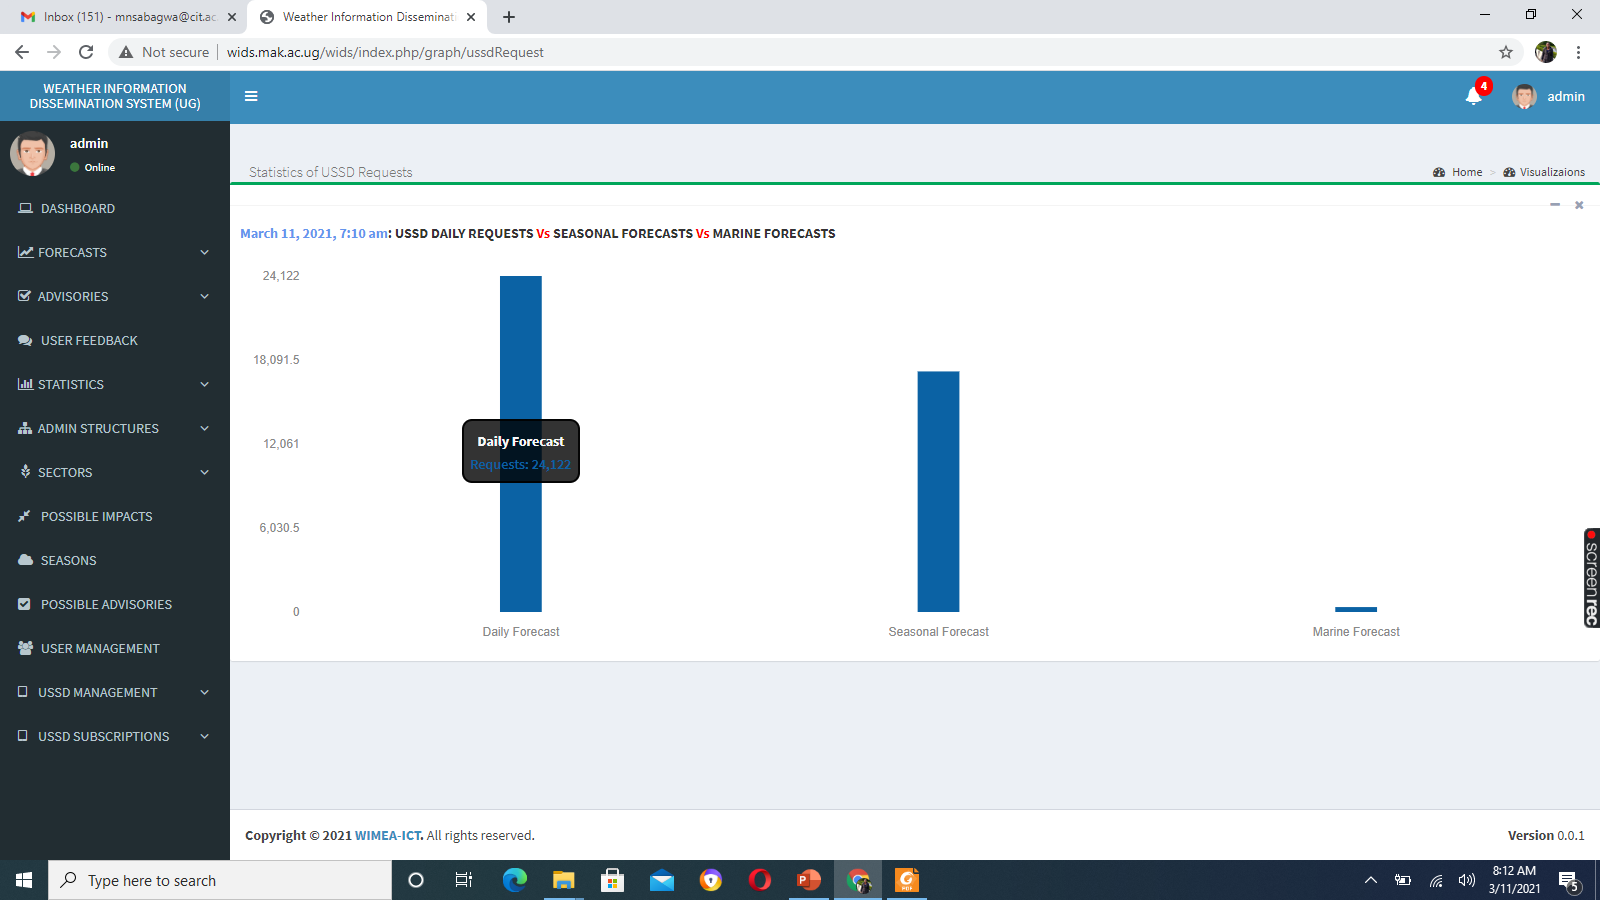 Inbox (151) - mnsabagwa@cit.ac
Weather Information Disseminat
Not secure
wids.mak.ac.ug/wids/index.php/graph/ussdRequest
WEATHER INFORMATION
DISSEMINATION SYSTEM (UG)
4
admin
admin
Online
Statistics of USSD Requests
Home > Visualizaions
DASHBOARD
FORECASTS
ADVISORIES
USER FEEDBACK
STATISTICS
ADMIN STRUCTURES
SECTORS
POSSIBLE IMPACTS
SEASONS
POSSIBLE ADVISORIES
USER MANAGEMENT
USSD MANAGEMENT
USSD SUBSCRIPTIONS
March 11, 2021, 7:10 am: USSD DAILY REQUESTS Vs SEASONAL FORECASTS Vs MARINE FORECASTS
24,122
18,091.5
12,061
6,030.5
0
Daily Forecast
Requests: 24,122
Daily Forecast
Seasonal Forecast
Marine Forecast
screenrec
Copyright © 2021 WIMEA-ICT. All rights reserved.
Version 0.0.1
Type here to search
8:12 AM
3/11/2021
5